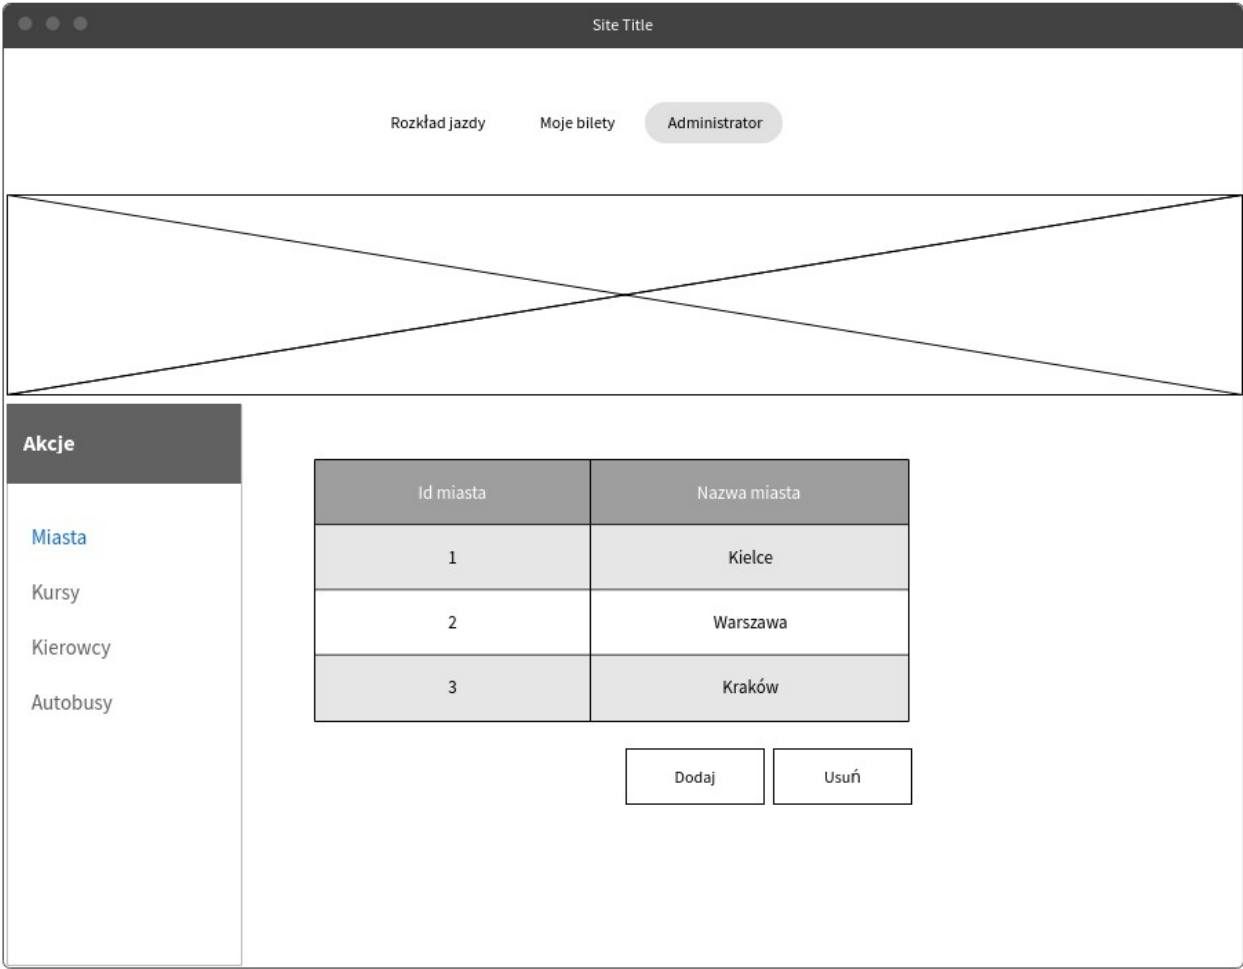 Site Title
Rozkład jazdy Moje bilety Administrator
Akcje
Miasta
Kursy
Kierowcy
Autobusy
Id miasta Nazwa miasta
1 Kielce
2 Warszawa
3 Kraków
Dodaj Usuń